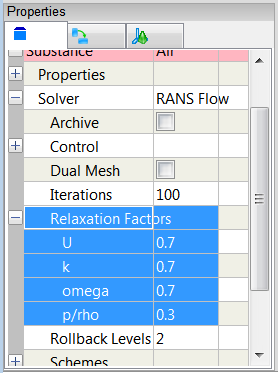 Properties
Substance Air
Properties
Solver RANS Flow
Archive
Control
Dual Mesh
Iterations 100
Relaxation Factors
U 0.7
k 0.7
omega 0.7
p/rho 0.3
Rollback Levels 2
Schemes